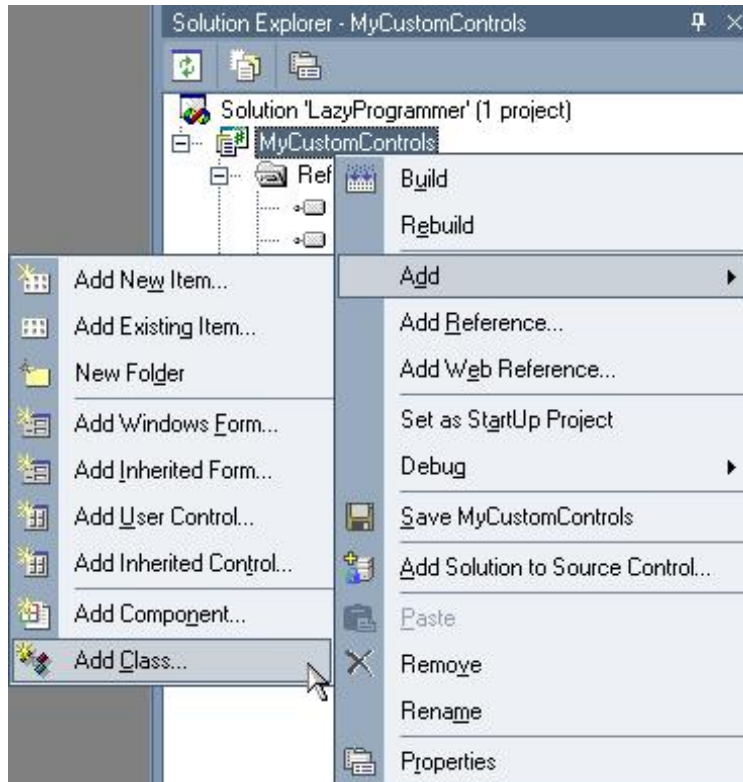 Solution Explorer - MyCustomControls
Solution 'LazyProgrammer' (1 project)
MyCustomControls
Ref
Build
Rebuild
Add
Add Reference...
Add Web Reference...
Set as StartUp Project
Debug
Save MyCustomControls
Add Solution to Source Control...
Paste
Remove
Rename
Properties
Add New Item...
Add Existing Item...
New Folder
Add Windows Form...
Add Inherited Form...
Add User Control...
Add Inherited Control...
Add Component...
Add Class...